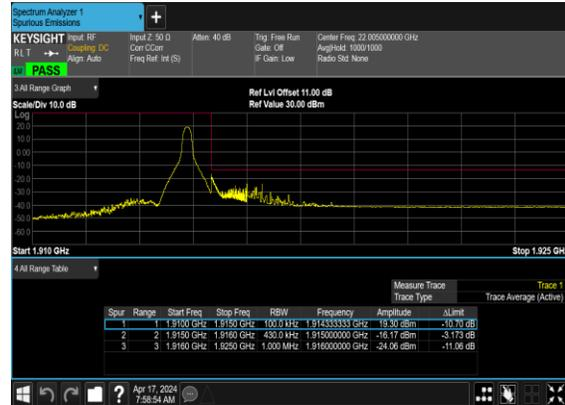 Spectrum Analyzer 1
Spurious Emissions
+
KEYSIGHT Input: RF Input Z: 50 Ω Atten: 40 dB Trig: Free Run Center Freq: 22.005000000 GHz
RLT Coupling: DC Corr CCorr Gate: Off Avg|Hold: 1000/1000
Align: Auto Freq Ref: Int (S) IF Gain: Low Radio Std: None
PASS
3 All Range Graph
Ref Lvl Offset 11.00 dB
Scale/Div 10.0 dB Ref Value 30.00 dBm
Log
20.0
10.0
0.00
-10.0
-20.0
-30.0
-40.0
-50.0
-60.0
Start 1.910 GHz Stop 1.925 GH
4 All Range Table
Measure Trace Trace 1
Trace Type Trace Average (Active)
Spur Range Start Freq Stop Freq RBW Frequency Amplitude ΔLimit
1 1 1.9100 GHz 1.9150 GHz 100.0 kHz 1.914333333 GHz 19.30 dBm -10.70 dB
2 2 1.9150 GHz 1.9160 GHz 430.0 kHz 1.915000000 GHz -16.17 dBm -3.173 dB
3 3 1.9160 GHz 1.9250 GHz 1.000 MHz 1.916000000 GHz -24.06 dBm -11.06 dB
? Apr 17, 2024
7:58:54 AM